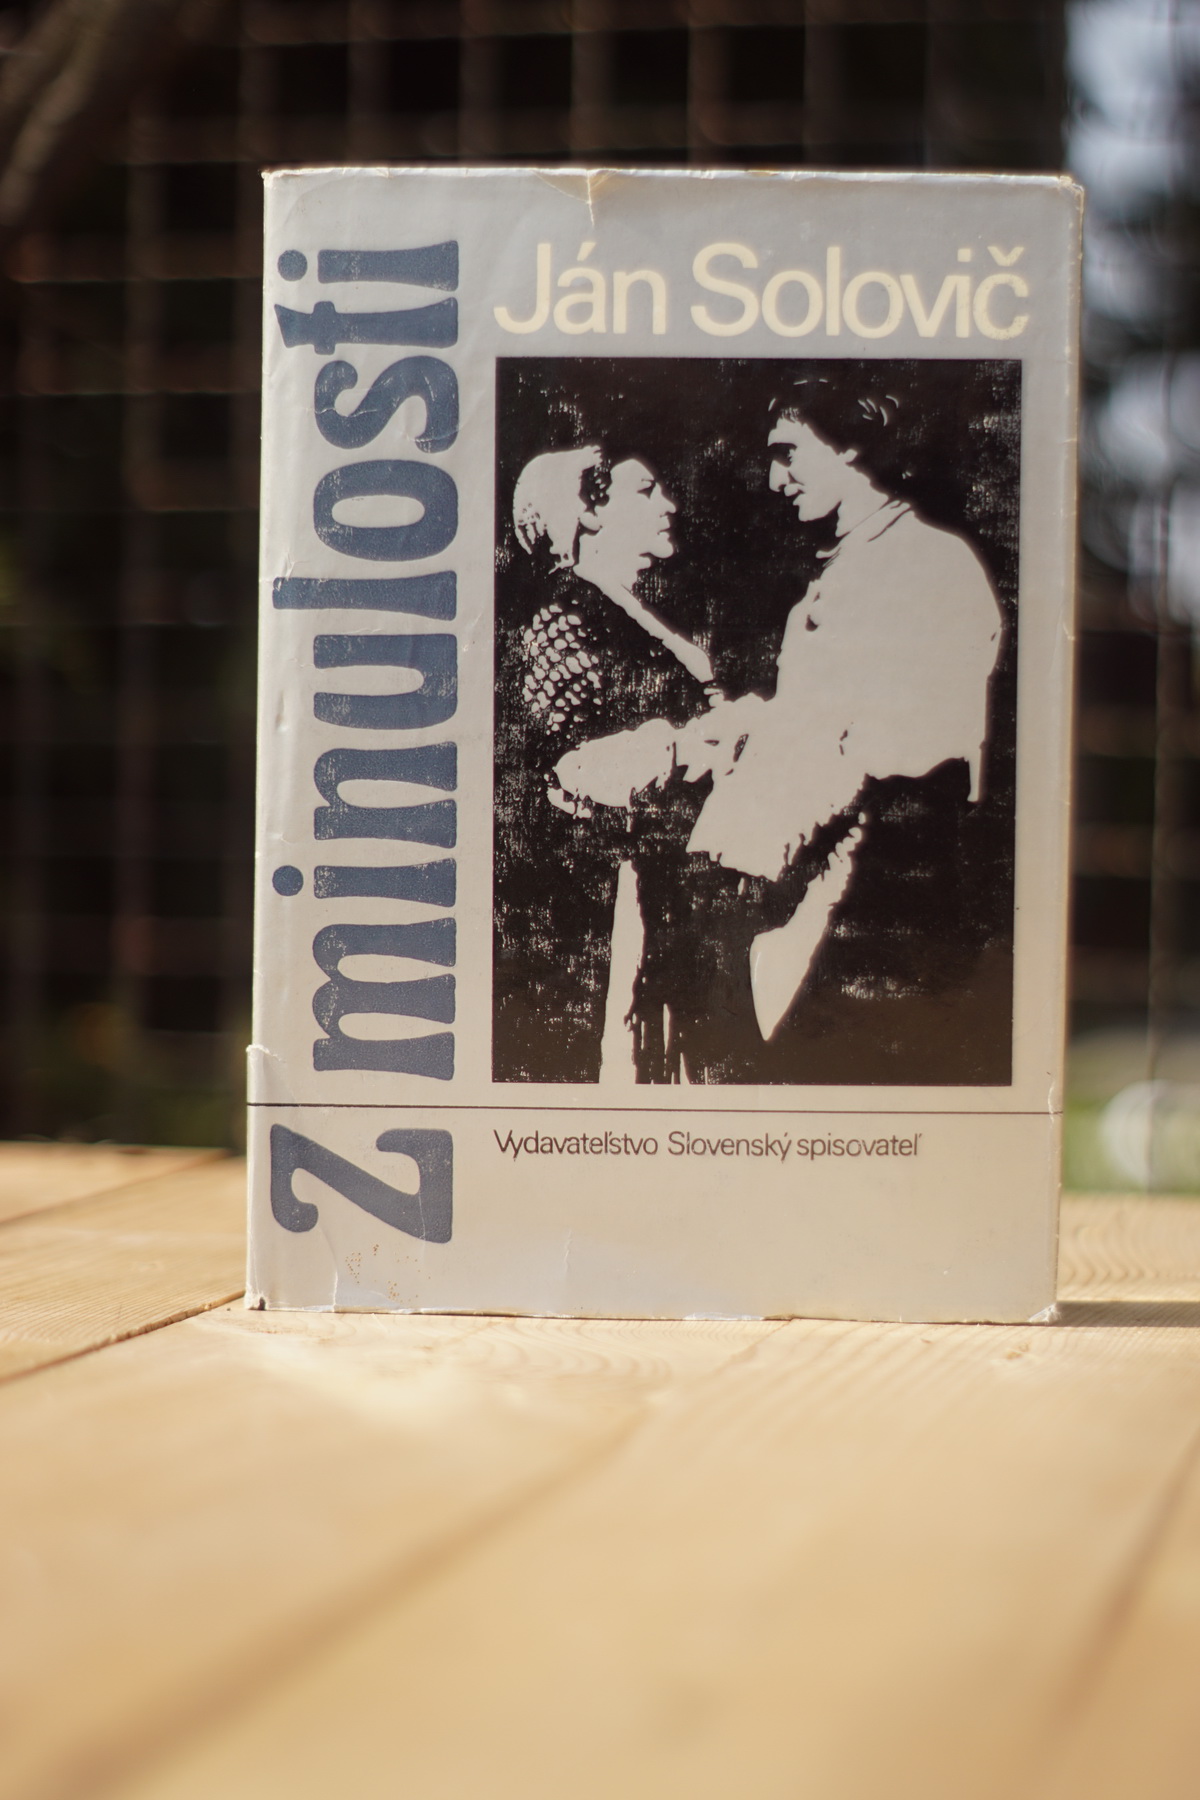 Z minulosti
Ján Solovič
Vydavateľstvo Slovenský spisovateľ